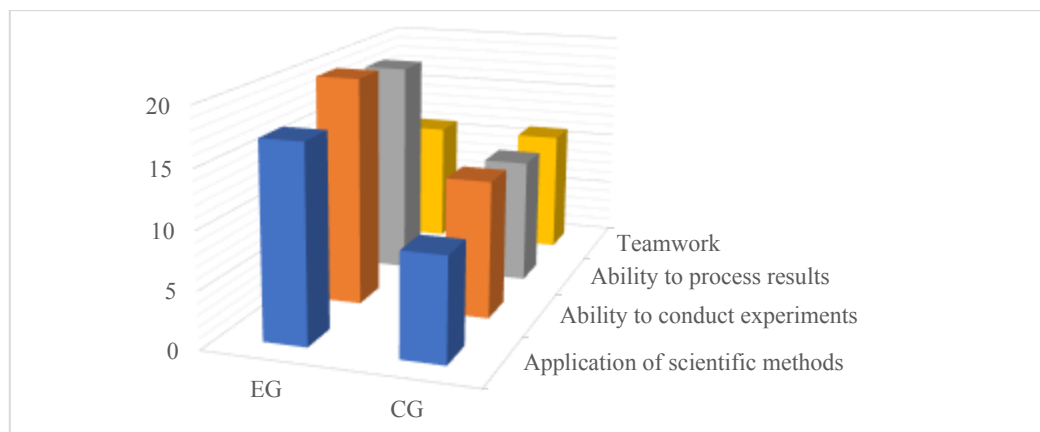 20
15
10
5
0
EG
CG
Teamwork
Ability to process results
Ability to conduct experiments
Application of scientific methods